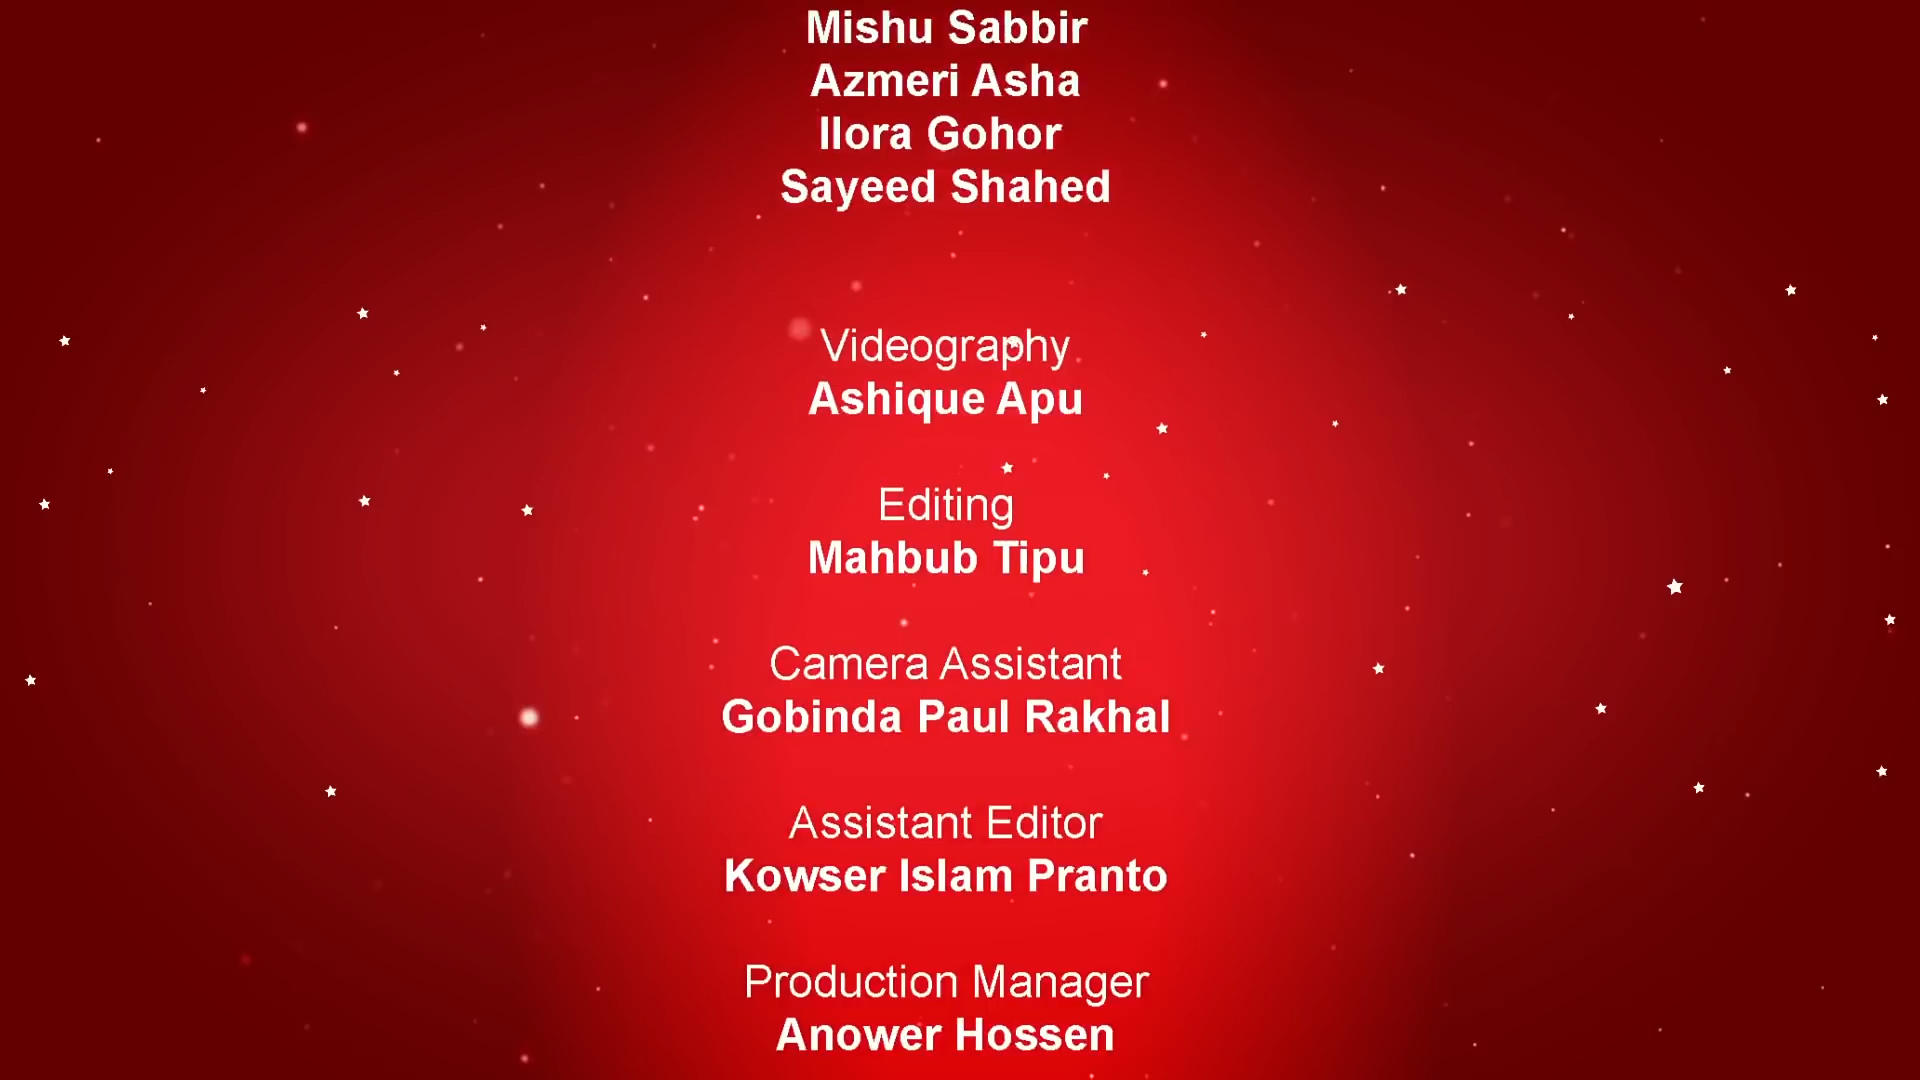 Mishu Sabbir
Azmeri Asha
Ilora Gohor
Sayeed Shahed
Videography
Ashique Apu
Editing
Mahbub Tipu
Camera Assistant
Gobinda Paul Rakhal
Assistant Editor
Kowser Islam Pranto
Production Manager
Anower Hossen